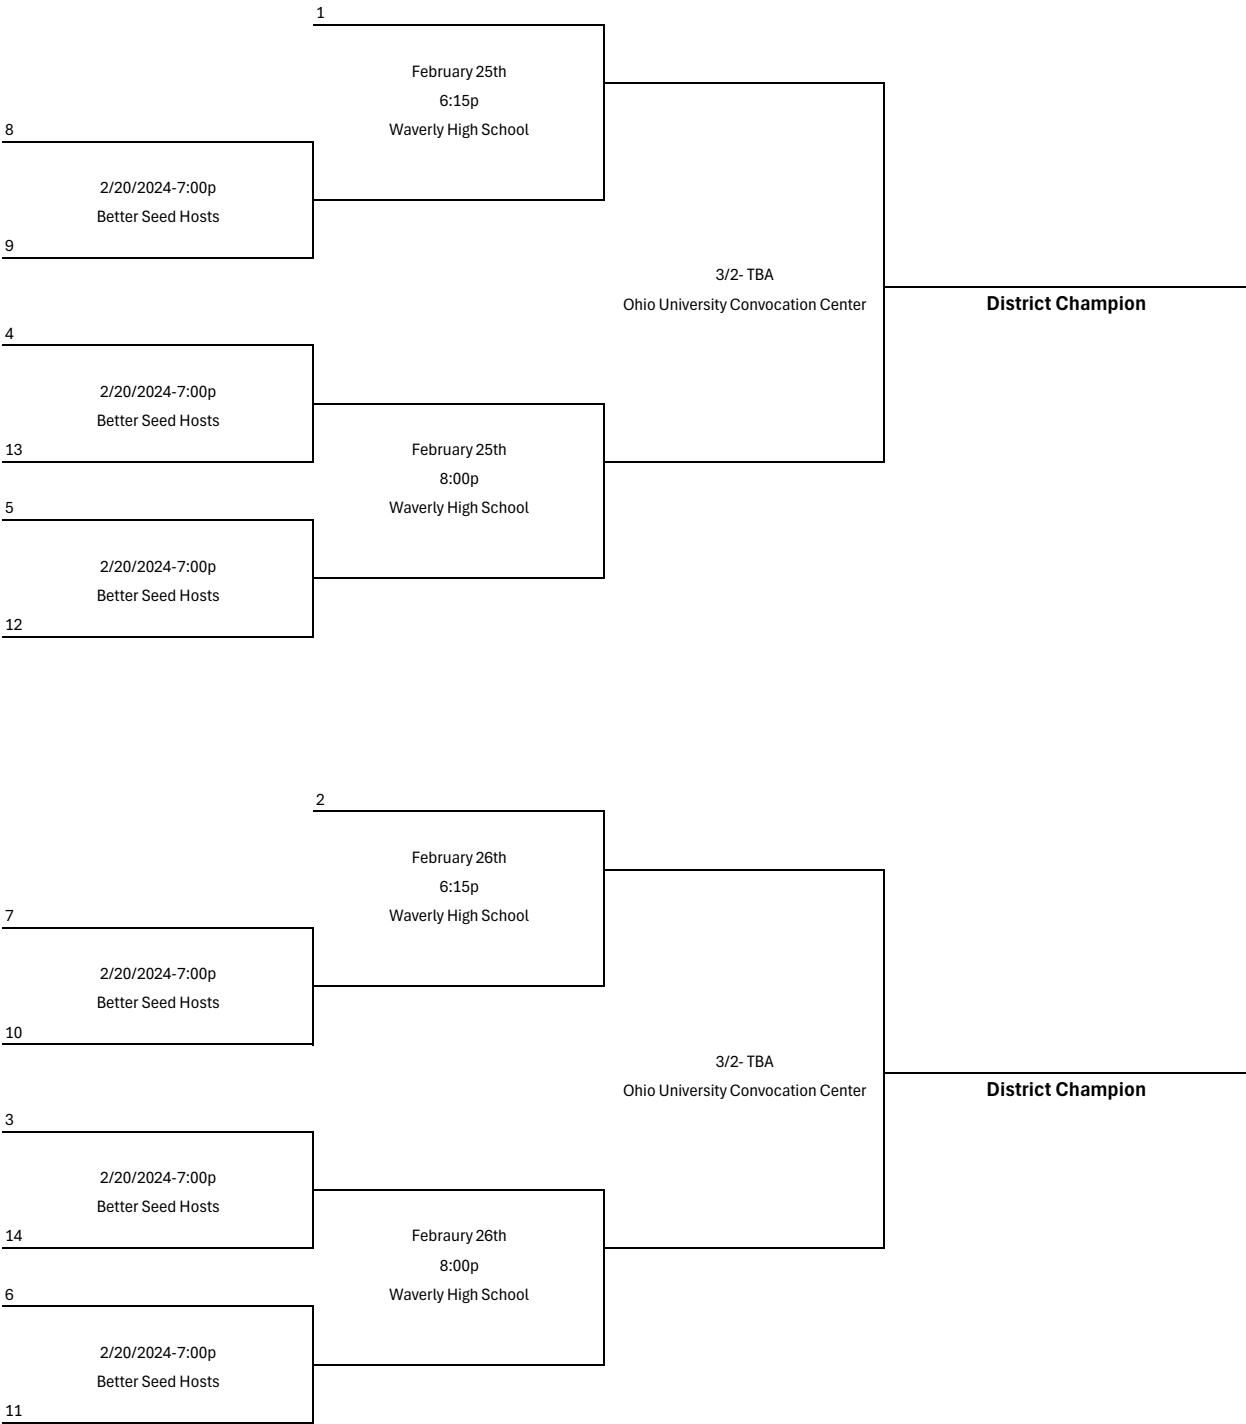 1
February 25th
6:15p
Waverly High School
8
2/20/2024-7:00p
Better Seed Hosts
9
3/2- TBA
Ohio University Convocation Center
District Champion
4
2/20/2024-7:00p
Better Seed Hosts
13
February 25th
8:00p
Waverly High School
5
2/20/2024-7:00p
Better Seed Hosts
12
2
February 26th
6:15p
Waverly High School
7
2/20/2024-7:00p
Better Seed Hosts
10
3/2- TBA
Ohio University Convocation Center
District Champion
3
2/20/2024-7:00p
Better Seed Hosts
14
Febraury 26th
8:00p
Waverly High School
6
2/20/2024-7:00p
Better Seed Hosts
11